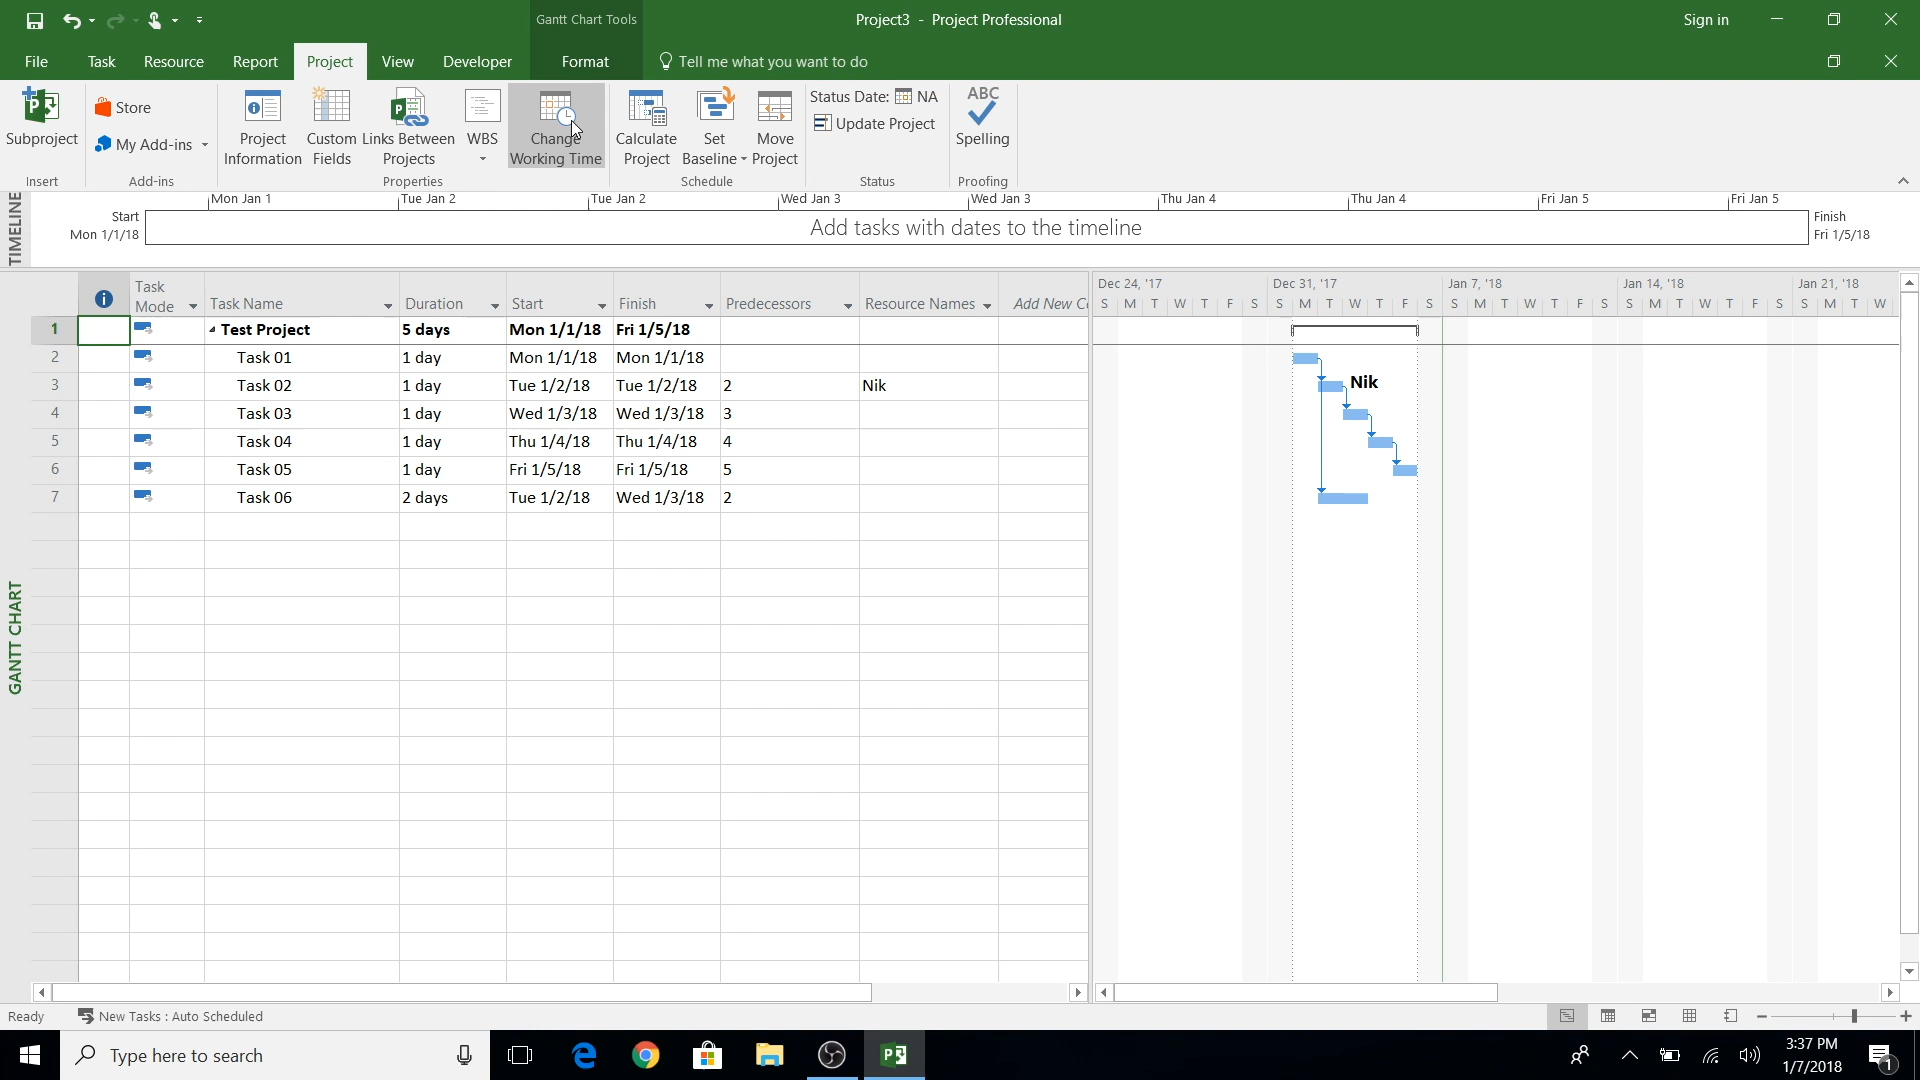 Gantt Chart Tools
Project3 - Project Professional
Sign in
File Task Resource Report Project View Developer Format Tell me what you want to do
Subproject
Store
My Add-ins
Project Information
Custom Fields
Links Between Projects
WBS
Change Working Time
Calculate Project
Set Baseline
Move Project
Status Date: NA
Update Project
ABC
Spelling
Insert Add-ins Properties Schedule Status Proofing
TIMELINE
Mon Jan 1 Tue Jan 2 Tue Jan 2 Wed Jan 3 Wed Jan 3 Thu Jan 4 Thu Jan 4 Fri Jan 5 Fri Jan 5
Start
Mon 1/1/18
Add tasks with dates to the timeline
Finish
Fri 1/5/18
Task Mode Task Name Duration Start Finish Predecessors Resource Names Add New C
Dec 24, '17 Dec 31, '17 Jan 7, '18 Jan 14, '18 Jan 21, '18
S M T W T F S S M T W T F S S M T W T F S S M T W T F S S M T W
1 Test Project 5 days Mon 1/1/18 Fri 1/5/18
2 Task 01 1 day Mon 1/1/18 Mon 1/1/18
3 Task 02 1 day Tue 1/2/18 Tue 1/2/18 2 Nik
Nik
4 Task 03 1 day Wed 1/3/18 Wed 1/3/18 3
5 Task 04 1 day Thu 1/4/18 Thu 1/4/18 4
6 Task 05 1 day Fri 1/5/18 Fri 1/5/18 5
7 Task 06 2 days Tue 1/2/18 Wed 1/3/18 2
GANTT CHART
Ready New Tasks : Auto Scheduled
Type here to search
3:37 PM
1/7/2018
1